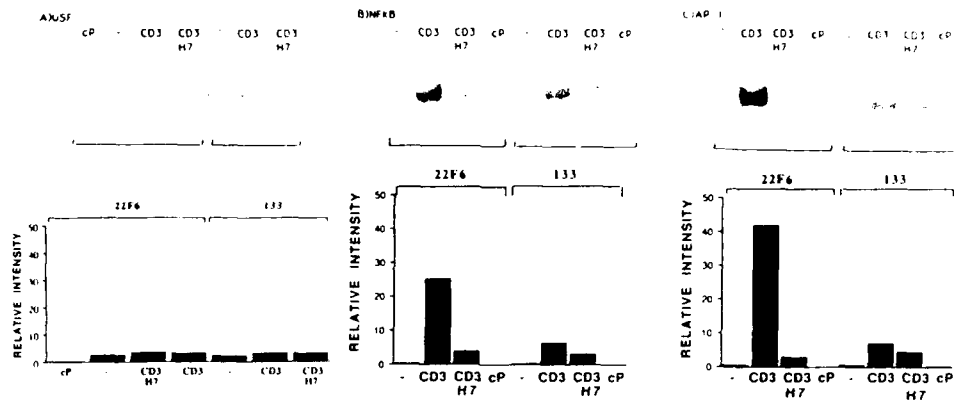 A)USF
cP - CD3 CD3 - CD3 CD3
H7 H7
22F6 133
RELATIVE INTENSITY
50
40
30
20
10
0
cP - CD3 CD3 - CD3 CD3
H7 H7
B)NFKB
- CD3 CD3 cP - CD3 CD3 cP
H7 H7
22F6 133
RELATIVE INTENSITY
50
40
30
20
10
0
- CD3 CD3 cP - CD3 CD3 cP
H7 H7
C)AP-1
- CD3 CD3 cP - CD3 CD3 cP
H7 H7
22F6 133
RELATIVE INTENSITY
50
40
30
20
10
0
- CD3 CD3 cP - CD3 CD3 cP
H7 H7